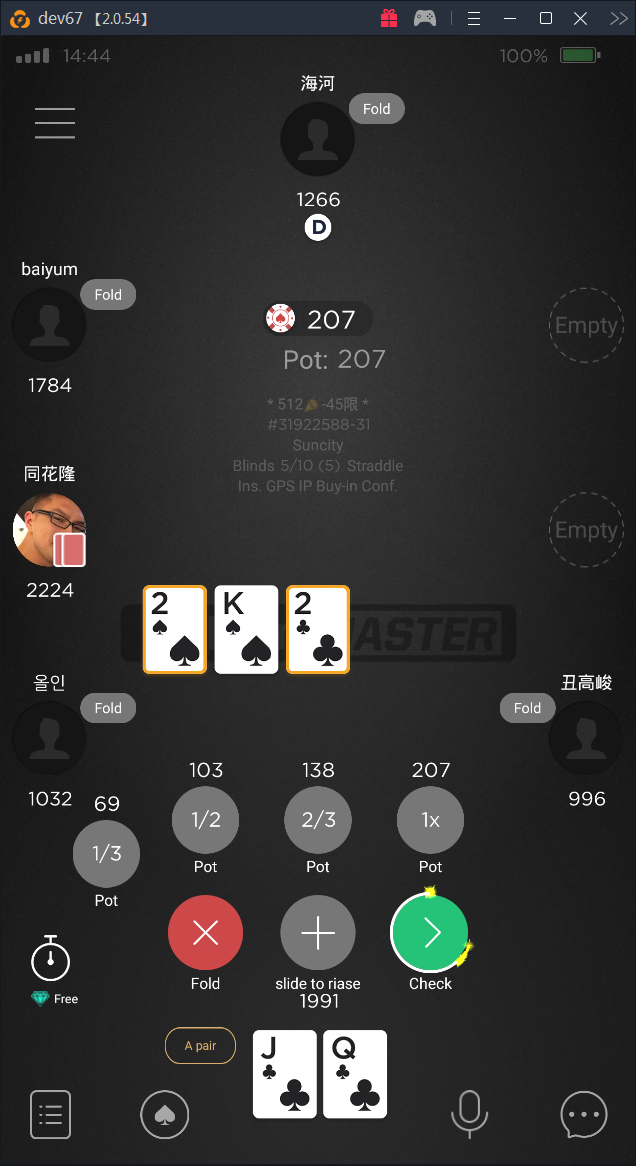 dev67 【2.0.54】
14:44
100%
海河
Fold
1266
D
baiyum
Fold
207
Empty
Pot: 207
1784
* 512 -45限 *
#31922588-31
Suncity
Blinds 5/10 (5) Straddle
Ins. GPS IP Buy-in Conf.
同花隆
Empty
2224
2 K 2
ASTER
올인
Fold
丑高峻
Fold
1032
996
103
138
207
69
1/2
2/3
1x
1/3
Pot
Pot
Pot
Pot
Fold
slide to riase
Check
1991
Free
A pair
J Q